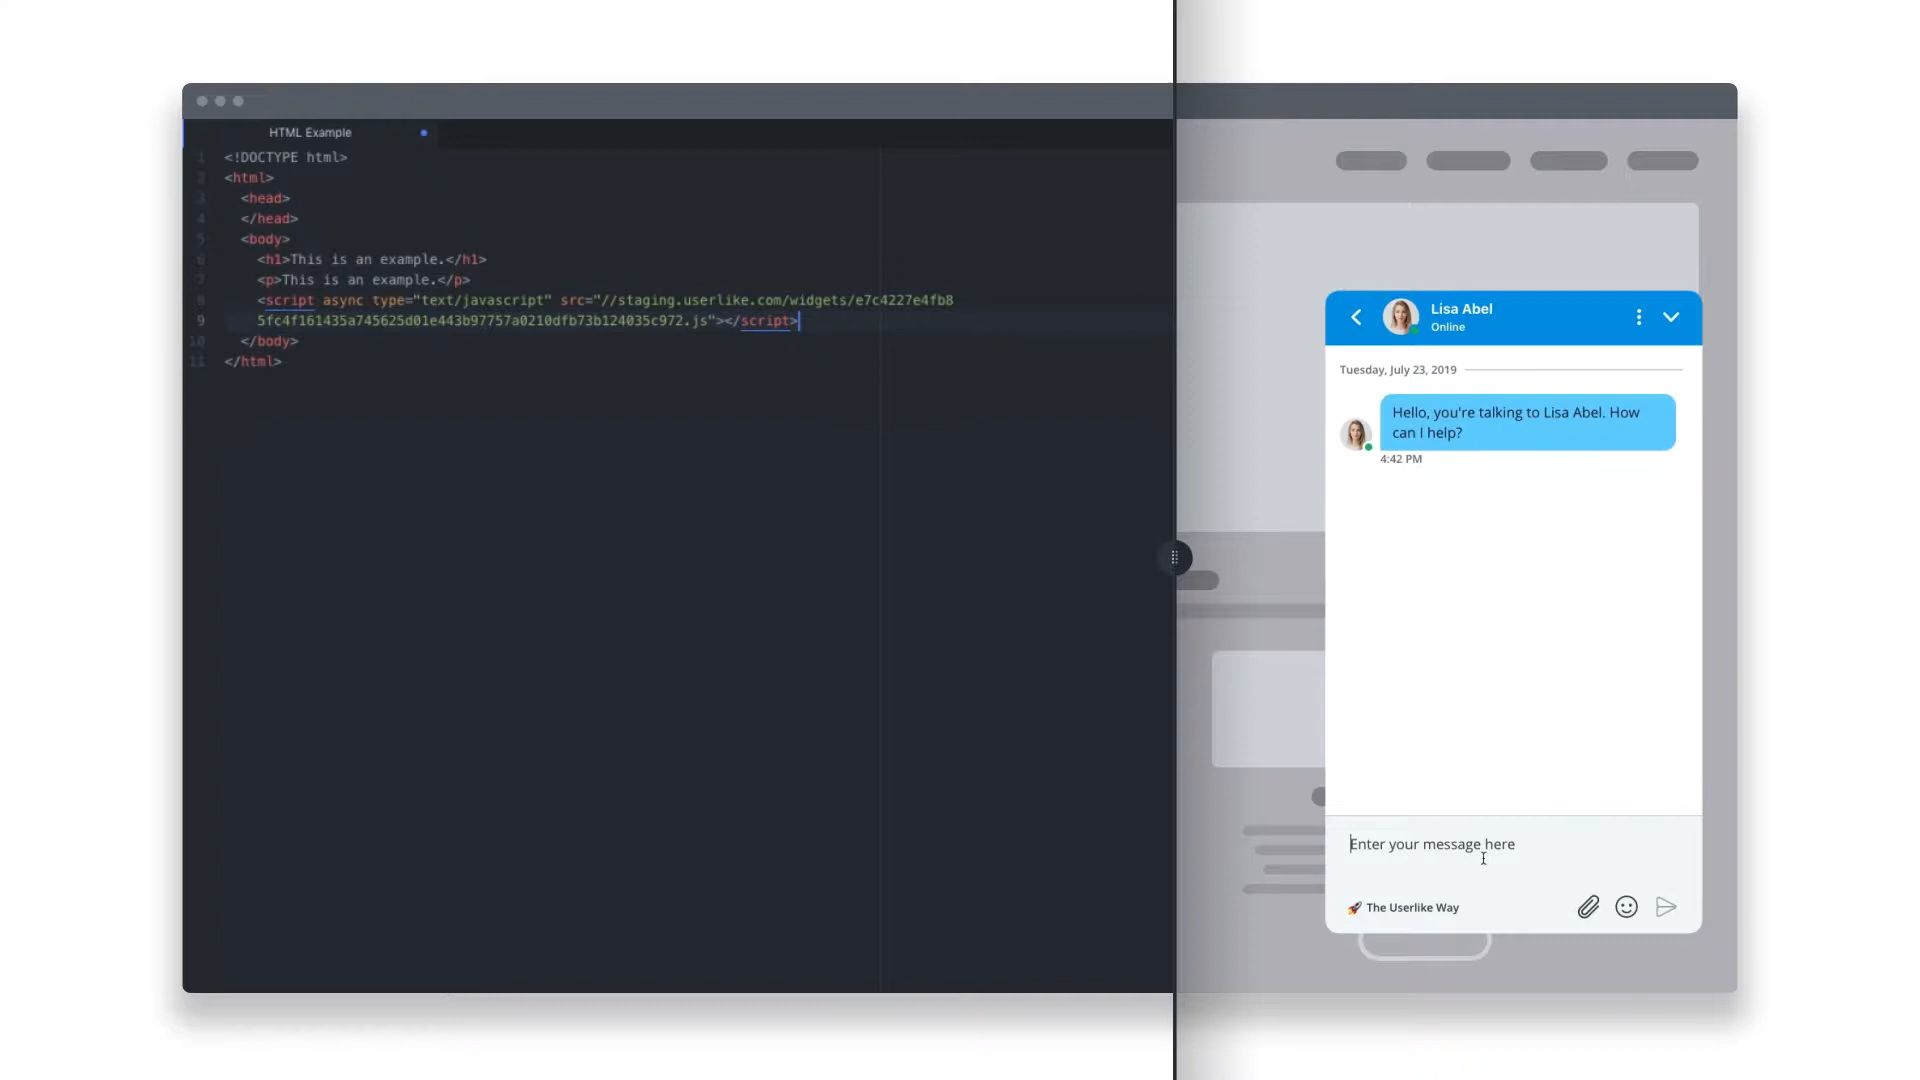 HTML Example
1 <!DOCTYPE html>
2 <html>
3 <head>
4 </head>
5 <body>
6 <h1>This is an example.</h1>
7 <p>This is an example.</p>
8 <script async type="text/javascript" src="//staging.userlike.com/widgets/e7c4227e4fb8
9 5fc4f161435a745625d01e443b97757a0210dfb73b124035c972.js"></script>
10 </body>
11 </html>
Lisa Abel
Online
Tuesday, July 23, 2019
Hello, you're talking to Lisa Abel. How
can I help?
4:42 PM
Enter your message here
The Userlike Way